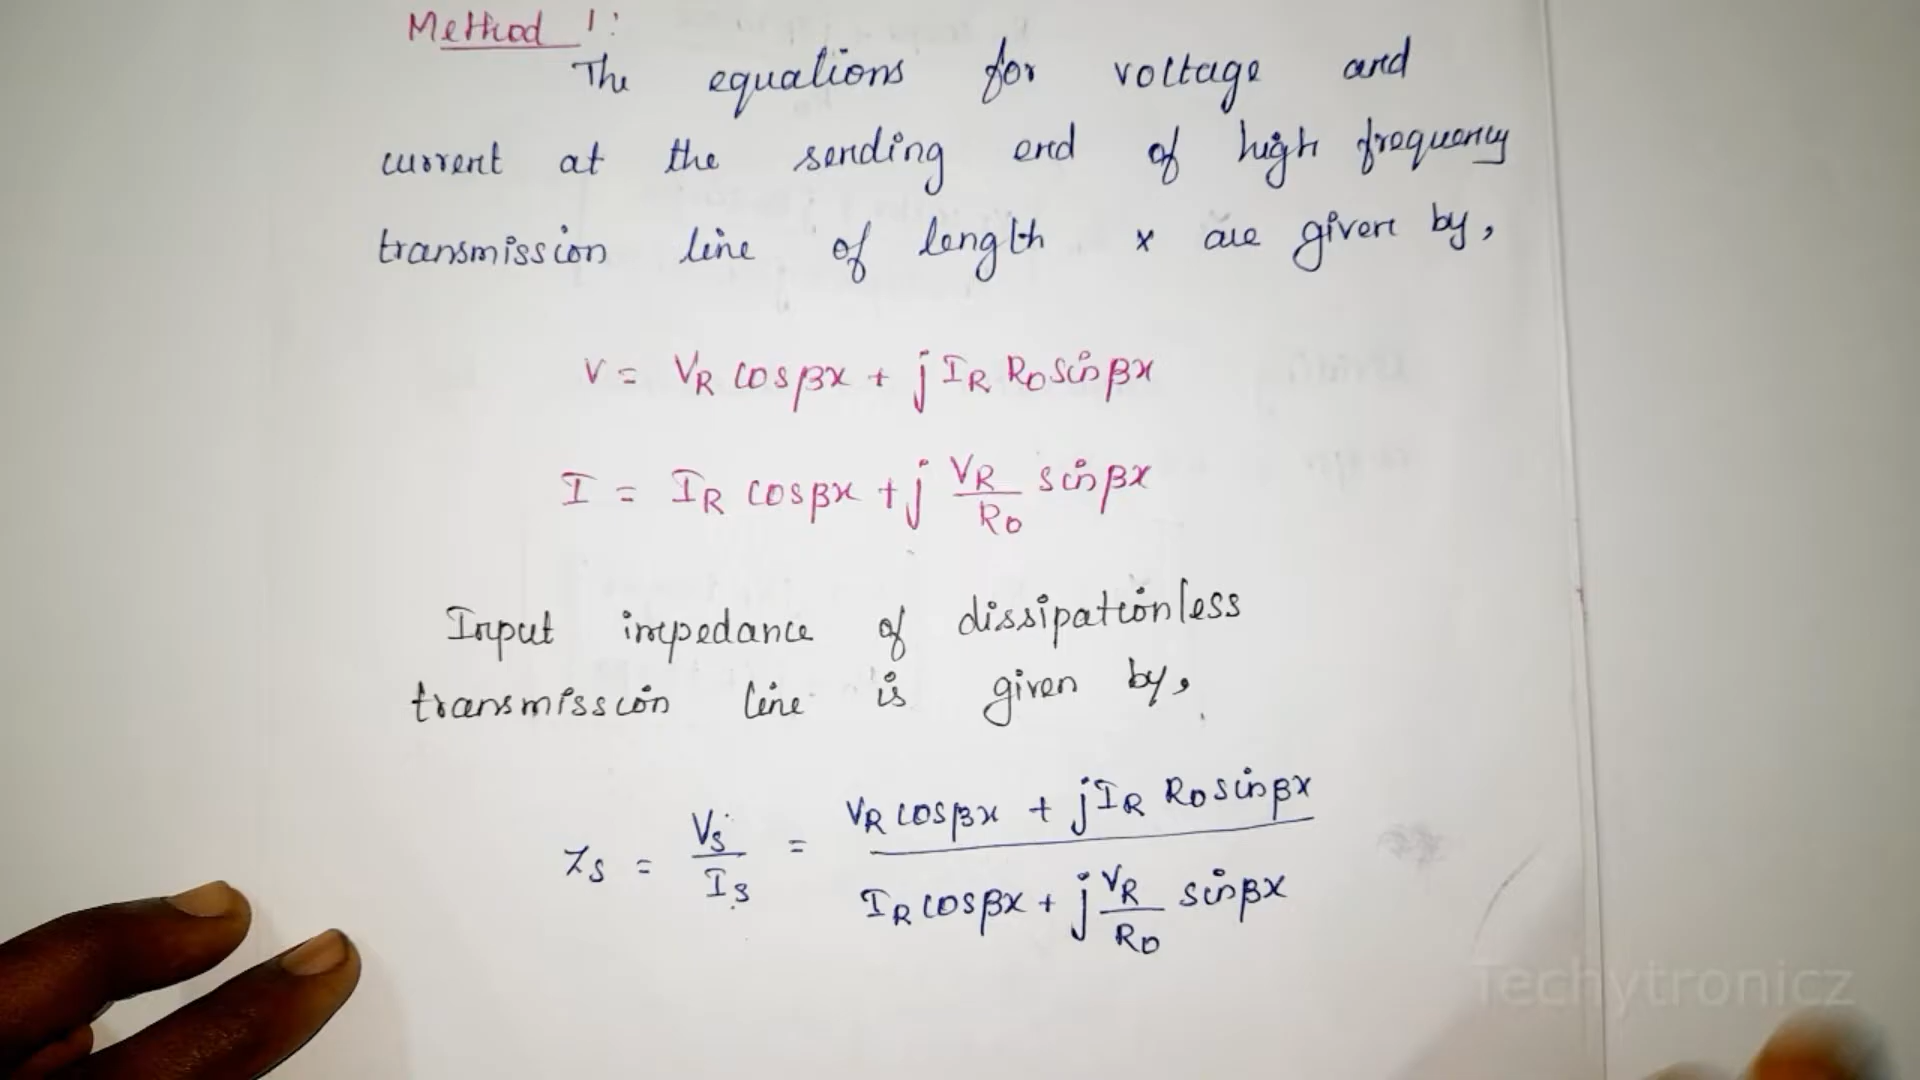 Method 1:
The equations for voltage and
current at the sending end of high frequency
transmission line of length x are given by,
V = VR cosβx + j IR R0 sinβx
I = IR cosβx + j VR/R0 sinβx
Input impedance of dissipationless
transmission line is given by,
Zs = Vs/Is = (VR cosβx + j IR R0 sinβx) / (IR cosβx + j VR/R0 sinβx)
Techytronicz